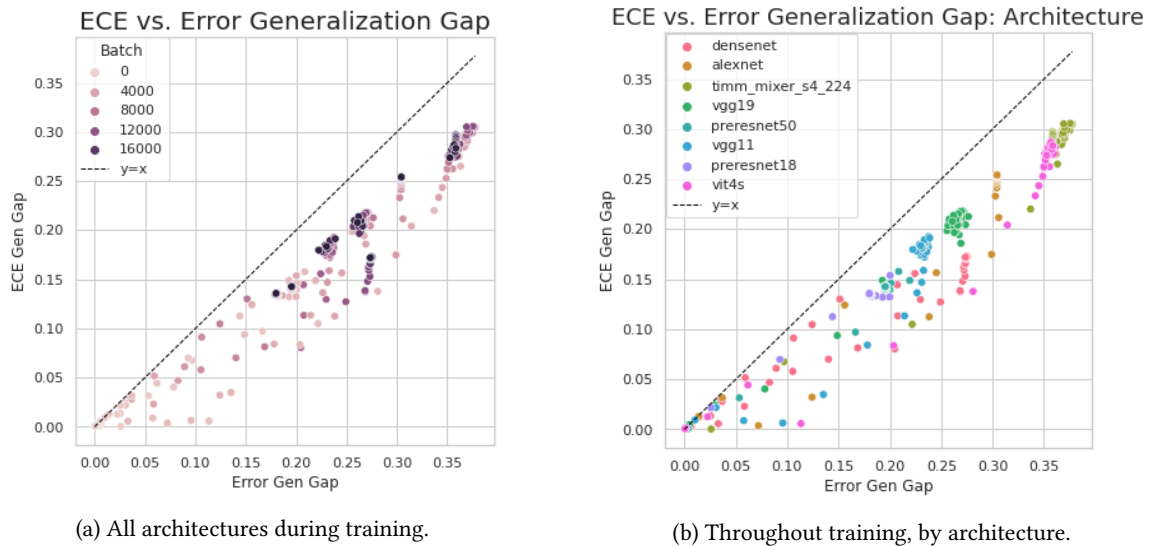 ECE vs. Error Generalization Gap
Batch
0
4000
8000
12000
16000
y=x
0.35
0.30
0.25
0.20
0.15
0.10
0.05
0.00
ECE Gen Gap
0.00 0.05 0.10 0.15 0.20 0.25 0.30 0.35
Error Gen Gap
(a) All architectures during training.
ECE vs. Error Generalization Gap: Architecture
densenet
alexnet
timm_mixer_s4_224
vgg19
preresnet50
vgg11
preresnet18
vit4s
y=x
0.35
0.30
0.25
0.20
0.15
0.10
0.05
0.00
ECE Gen Gap
0.00 0.05 0.10 0.15 0.20 0.25 0.30 0.35
Error Gen Gap
(b) Throughout training, by architecture.